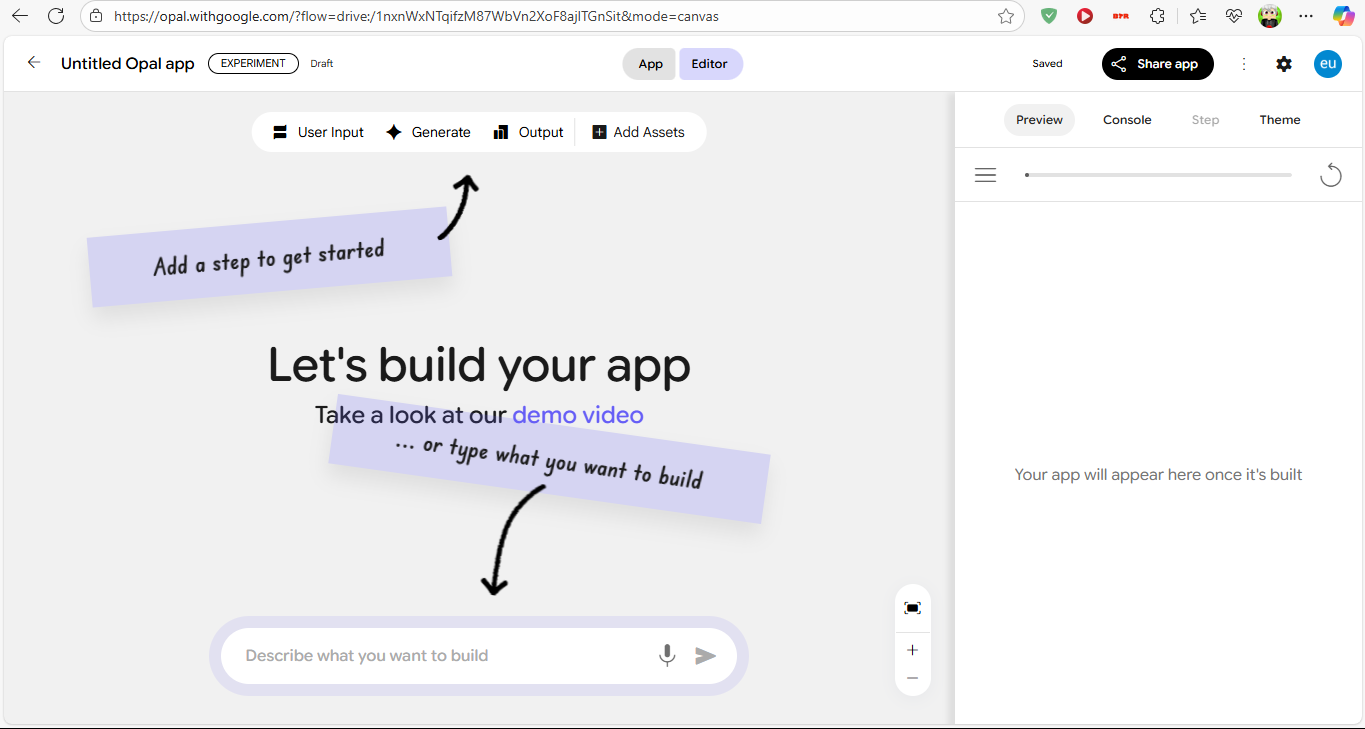 https://opal.withgoogle.com/?flow=drive:/1nxnWxNTqifzM87WbVn2XoF8ajlTGnSit&mode=canvas
Untitled Opal app EXPERIMENT Draft App Editor Saved Share app eu
User Input Generate Output Add Assets
Preview Console Step Theme
Add a step to get started
Let's build your app
Take a look at our demo video
... or type what you want to build
Your app will appear here once it's built
Describe what you want to build